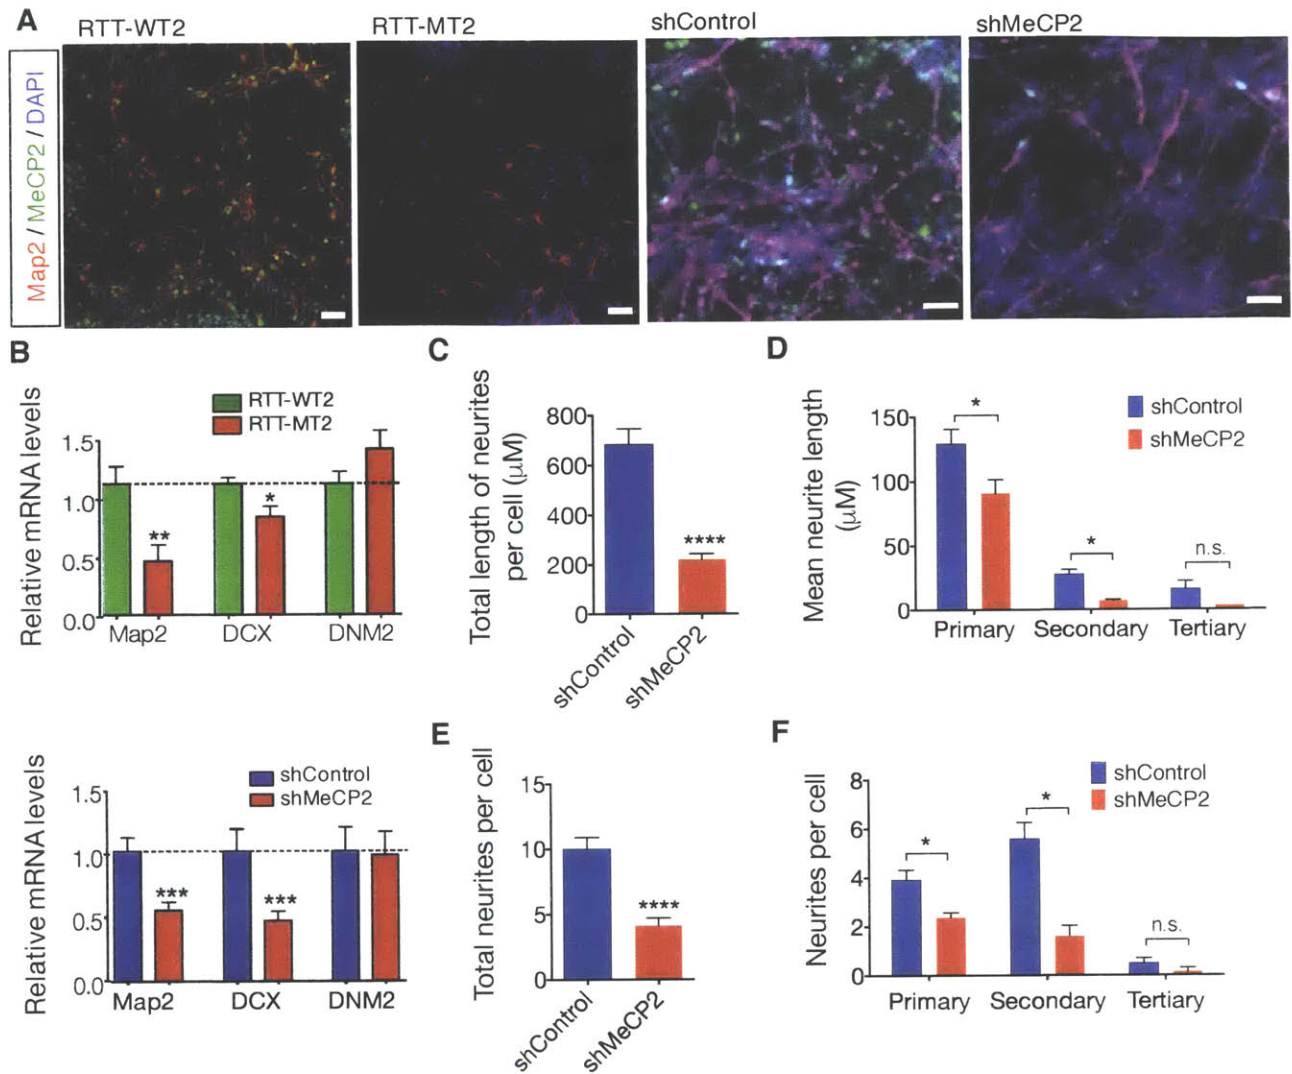 A
RTT-WT2
RTT-MT2
shControl
shMeCP2
Map2 / MeCP2 / DAPI
B
Relative mRNA levels
RTT-WT2
RTT-MT2
1.5
1.0
0.5
0.0
**
*
Map2
DCX
DNM2
Relative mRNA levels
shControl
shMeCP2
1.5
1.0
0.5
0.0
***
***
Map2
DCX
DNM2
C
Total length of neurites
per cell (μM)
800
600
400
200
0
****
shControl
shMeCP2
D
Mean neurite length
(μM)
150
100
50
0
*
*
n.s.
shControl
shMeCP2
Primary
Secondary
Tertiary
E
Total neurites per cell
15
10
5
0
****
shControl
shMeCP2
F
Neurites per cell
8
6
4
2
0
*
*
n.s.
shControl
shMeCP2
Primary
Secondary
Tertiary